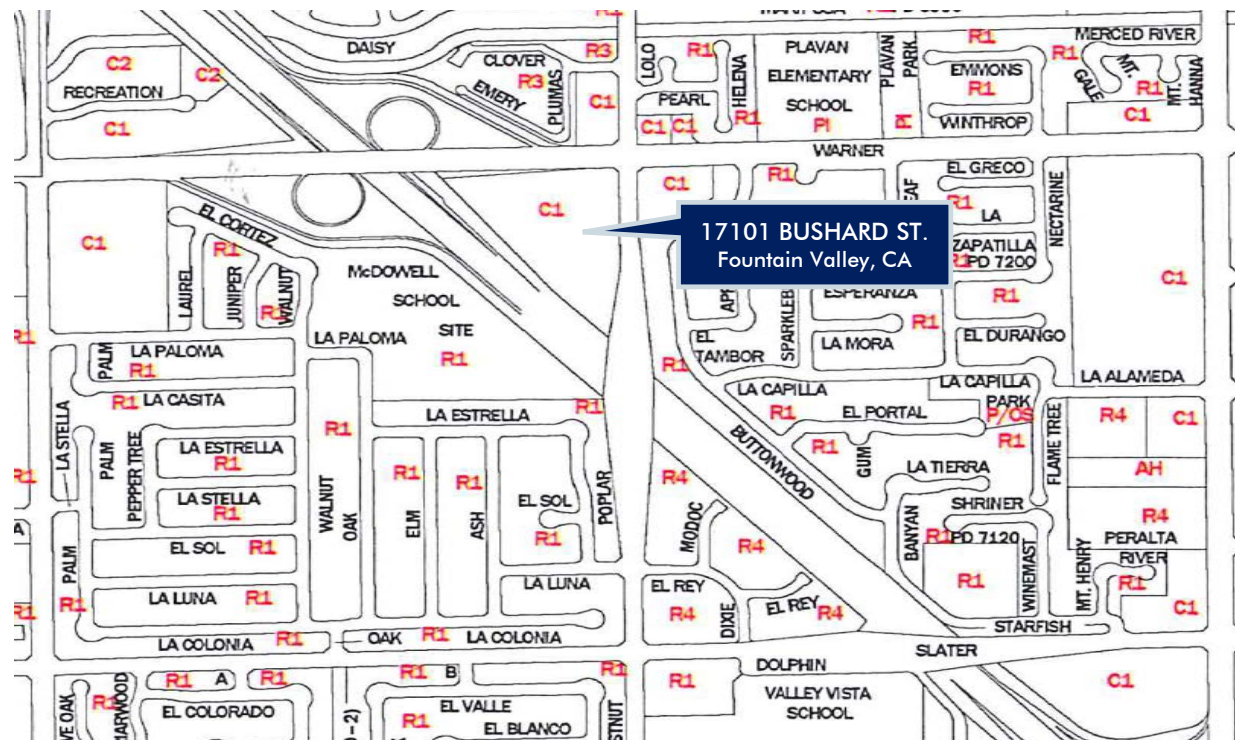 R1
DAISY
C2
C2
RECREATION
C1
CLOVER
R3
R3
EMERY
PLUMAS
C1
LOLO
R1
HELENA
PEARL
C1
C1
R1
PLAVAN
ELEMENTARY
SCHOOL
PI
PLAVAN
PARK
PI
R1
EMMONS
R1
WINTHROP
MERCED RIVER
R1
MT.
GALE
R1
MT.
HANNA
C1
WARNER
C1
EL CORTEZ
R1
LAUREL
JUNIPER
WALNUT
R1
McDOWELL
SCHOOL
SITE
R1
C1
17101 BUSHARD ST.
Fountain Valley, CA
C1
R1
EL GRECO
R1
LA
ZAPATILLA
R1
PD 7200
NECTARINE
C1
ESPERANZA
R1
R1
EL
TAMBOR
LA MORA
EL DURANGO
R1
R1
PALM
LA PALOMA
R1
LA PALOMA
R1
LA CASITA
LA STELLA
PALM
PEPPER TREE
LA ESTRELLA
R1
LA STELLA
R1
EL SOL
R1
LA LUNA
R1
PALM
R1
R1
R1
LA COLONIA
R1
R1
WALNUT
OAK
LA ESTRELLA
R1
R1
ELM
R1
ASH
EL SOL
R1
POPLAR
LA LUNA
OAK
R1
LA COLONIA
LA CAPILLA
R1
EL PORTAL
R1
GUM
LA CAPILLA
PARK
P/OS
R1
LA ALAMEDA
R4
C1
FLAME TREE
AH
R4
BUTTONWOOD
LA TIERRA
SHRINER
R1
PD 7120
BANYAN
R1
WINEMAST
PERALTA
RIVER
R1
MT. HENRY
C1
STARFISH
R4
MODOC
R4
EL REY
R4
DIXIE
EL REY
R4
SLATER
R1
A
R1
R1
EL COLORADO
R1
B
EL VALLE
R1
EL BLANCO
R1
R1
DOLPHIN
VALLEY VISTA
SCHOOL
C1